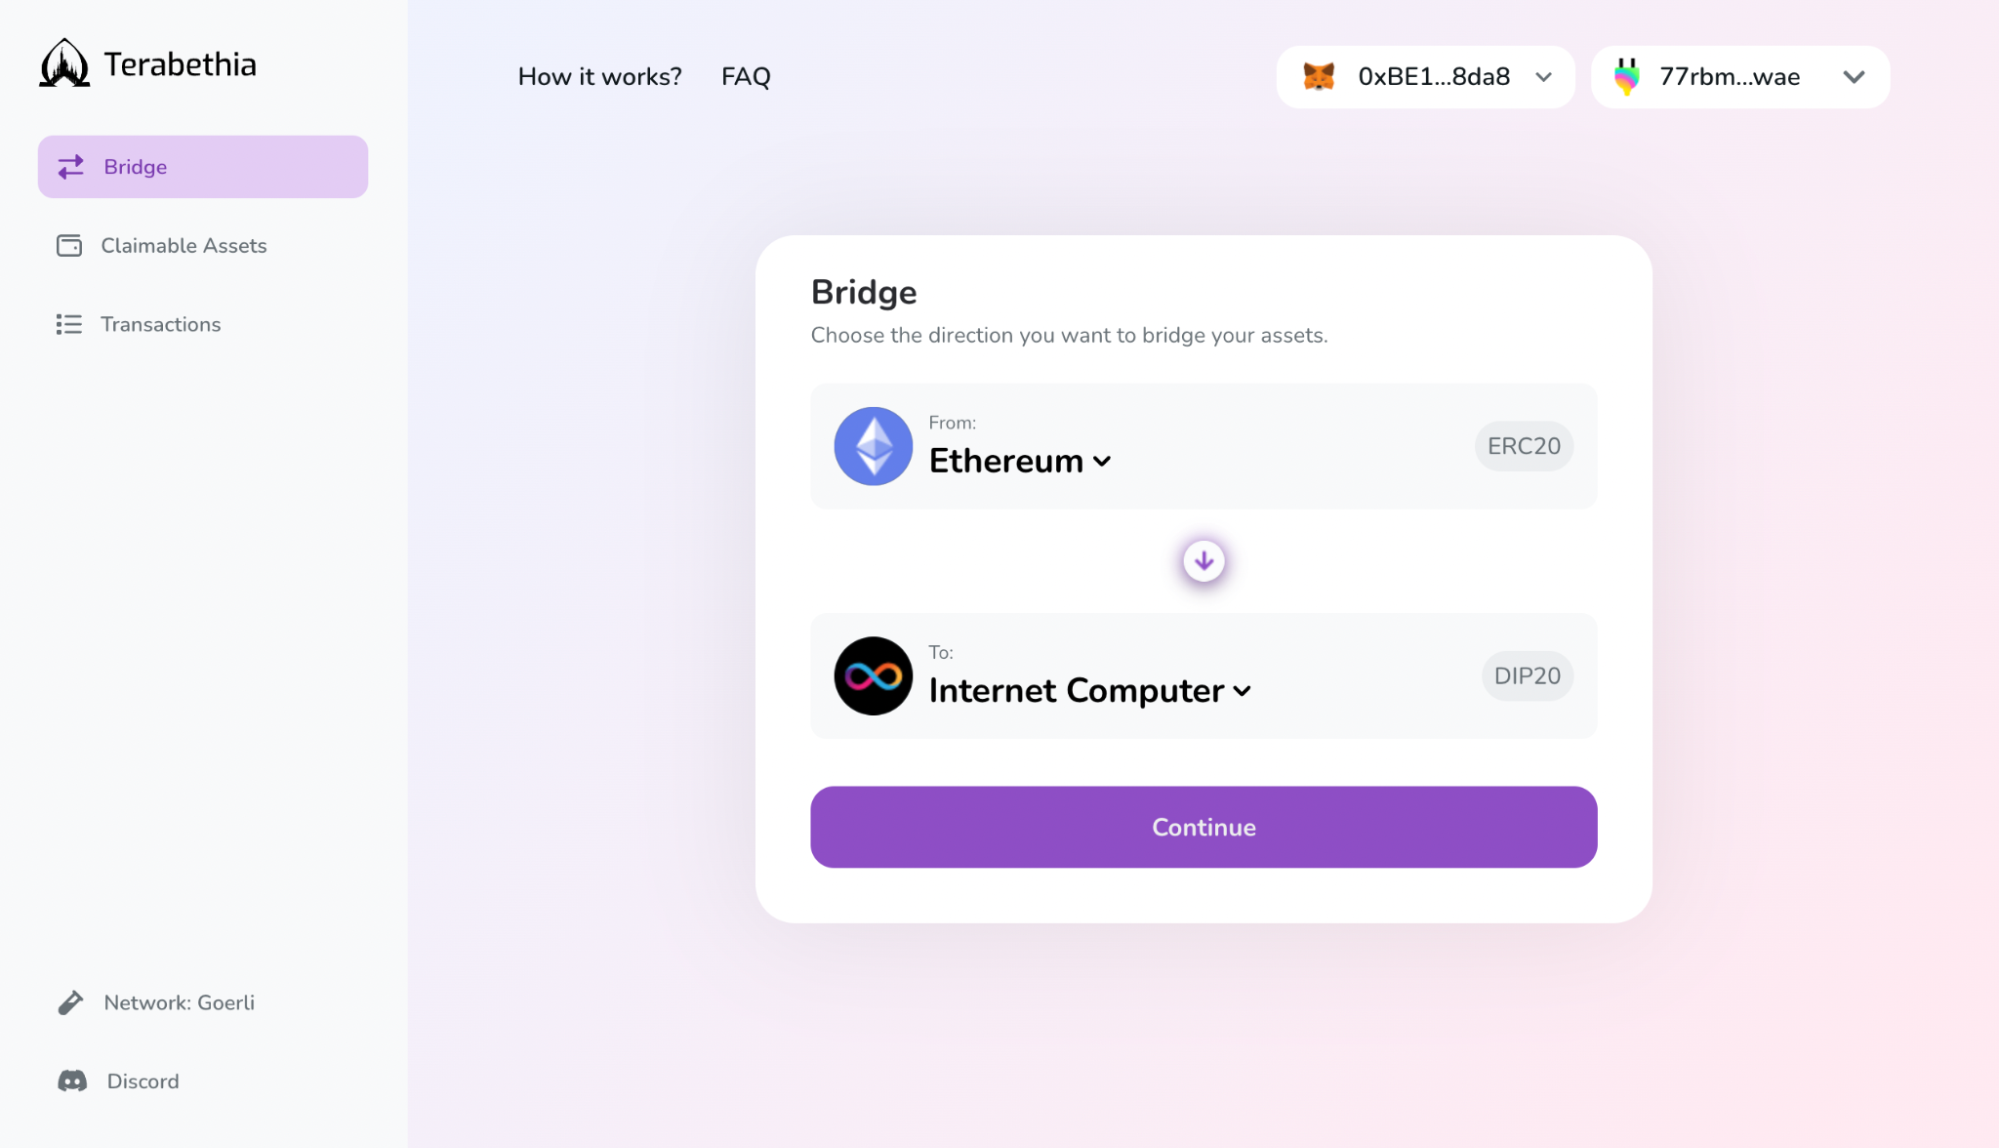 Terabethia
How it works?
FAQ
0xBE1...8da8
77rbm...wae
Bridge
Claimable Assets
Transactions
Bridge
Choose the direction you want to bridge your assets.
From:
Ethereum
ERC20
To:
Internet Computer
DIP20
Continue
Network: Goerli
Discord